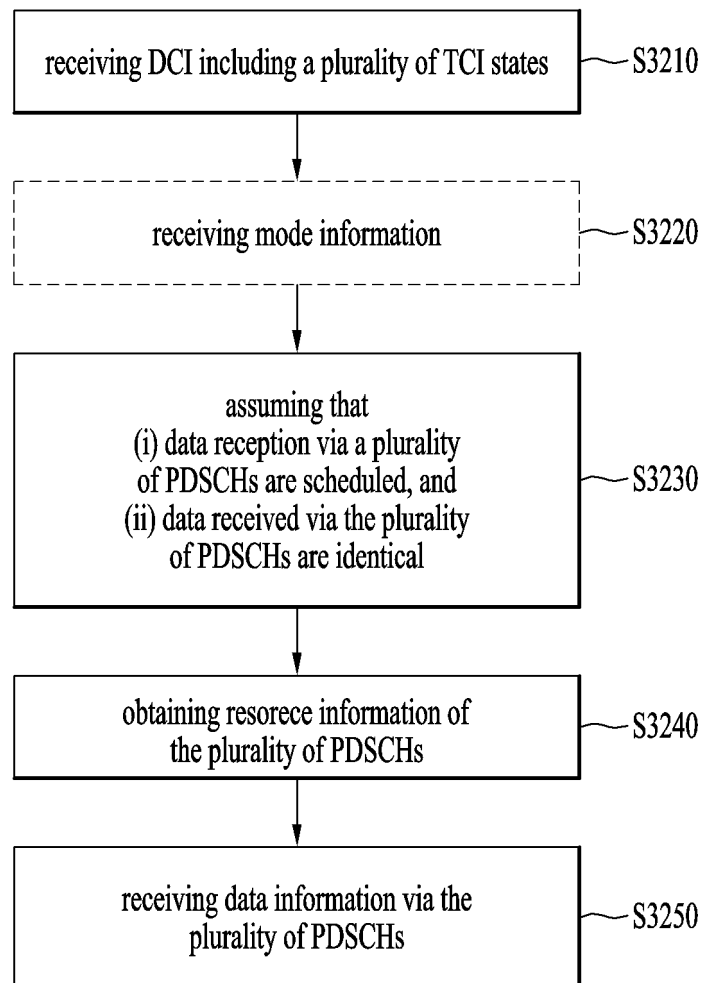 receiving DCI including a plurality of TCI states
S3210
receiving mode information
S3220
assuming that
(i) data reception via a plurality
of PDSCHs are scheduled, and
(ii) data received via the plurality
of PDSCHs are identical
S3230
obtaining resorece information of
the plurality of PDSCHs
S3240
receiving data information via the
plurality of PDSCHs
S3250